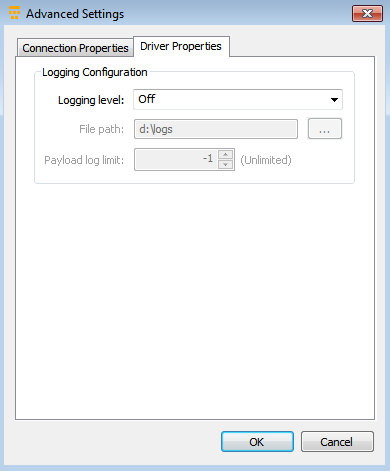 Advanced Settings
Connection Properties Driver Properties
Logging Configuration
Logging level: Off
File path: d:\logs ...
Payload log limit: -1 (Unlimited)
OK Cancel